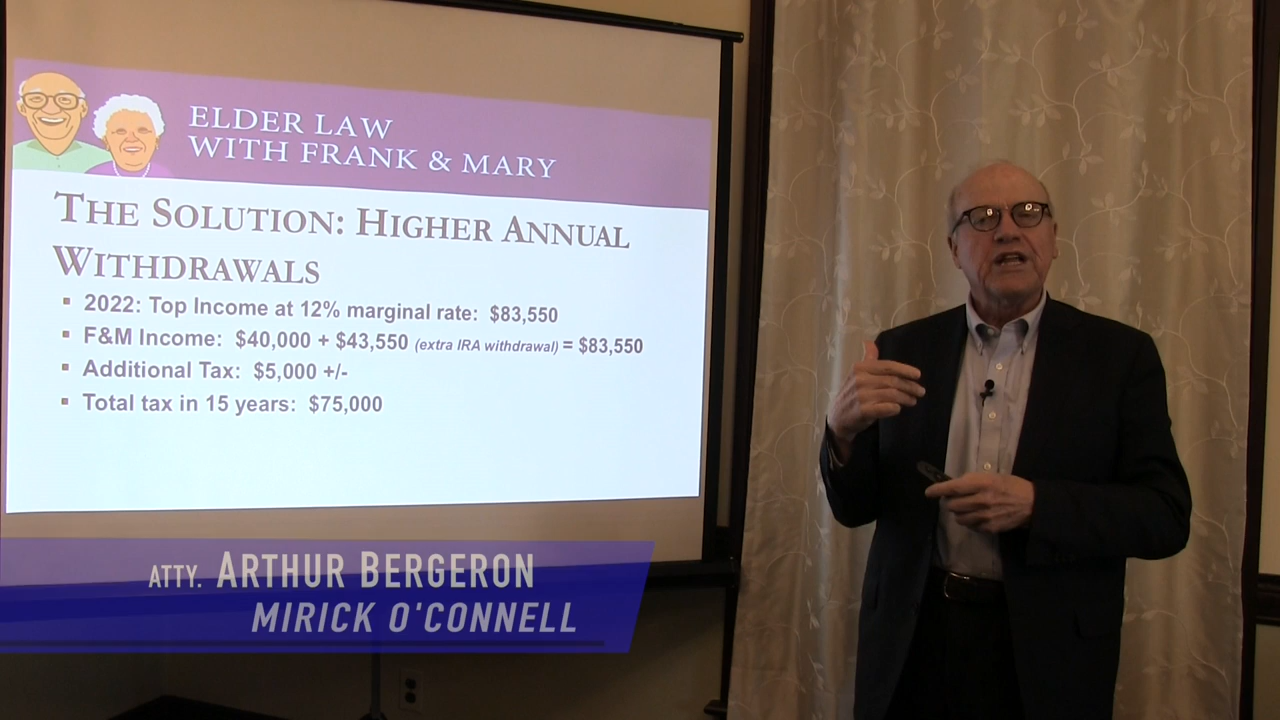 ELDER LAW
WITH FRANK & MARY
THE SOLUTION: HIGHER ANNUAL
WITHDRAWALS
▪ 2022: Top Income at 12% marginal rate: $83,550
▪ F&M Income: $40,000 + $43,550 (extra IRA withdrawal) = $83,550
▪ Additional Tax: $5,000 +/-
▪ Total tax in 15 years: $75,000
ATTY. ARTHUR BERGERON
MIRICK O'CONNELL